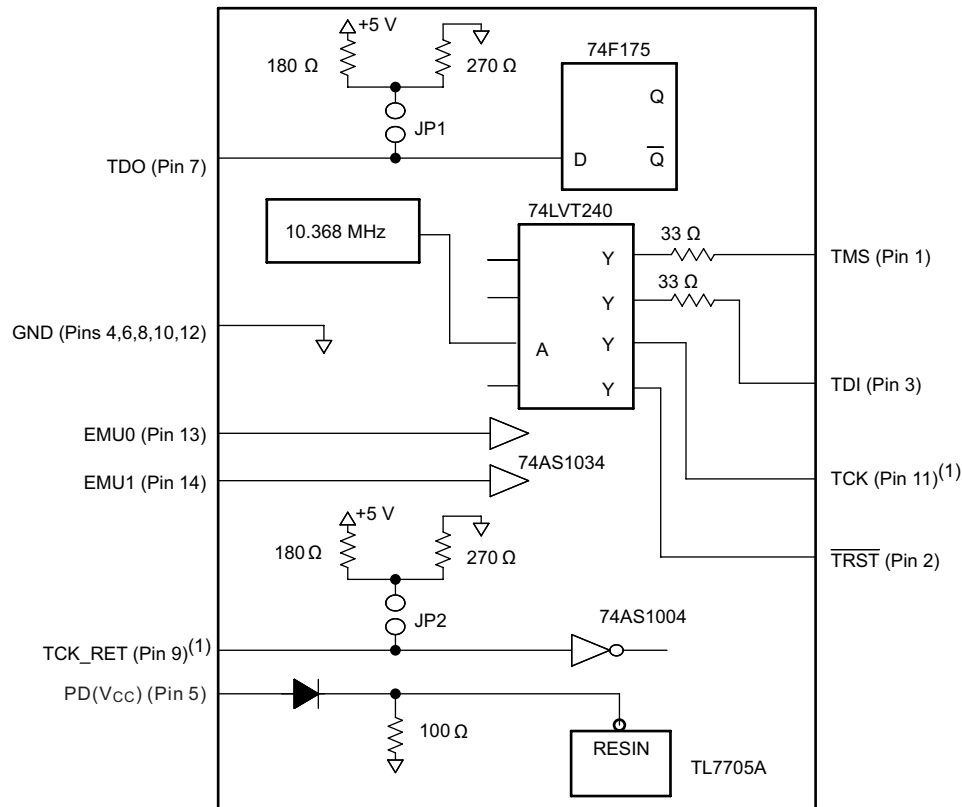 +5 V
180 Ω
270 Ω
JP1
74F175
Q
D
Q̅
TDO (Pin 7)
10.368 MHz
74LVT240
Y
33 Ω
TMS (Pin 1)
Y
33 Ω
GND (Pins 4,6,8,10,12)
A
Y
TDI (Pin 3)
Y
EMU0 (Pin 13)
74AS1034
EMU1 (Pin 14)
TCK (Pin 11)(1)
+5 V
180 Ω
270 Ω
TRST (Pin 2)
JP2
74AS1004
TCK_RET (Pin 9)(1)
PD(VCC) (Pin 5)
100 Ω
RESIN
TL7705A